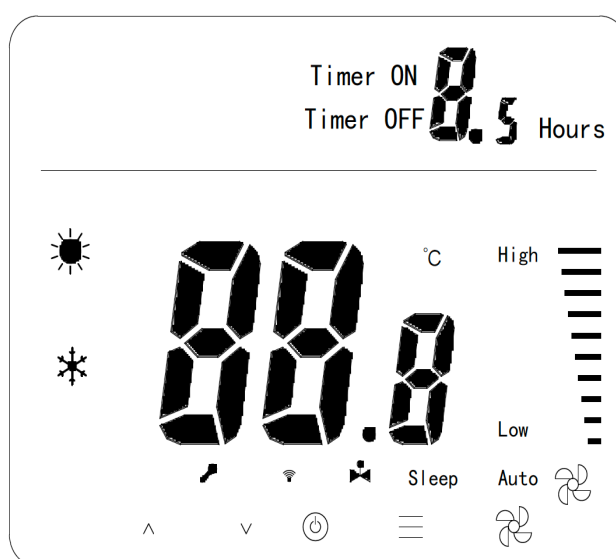 Timer ON
Timer OFF 8.5 Hours
°C High
88.8
Low
Sleep Auto